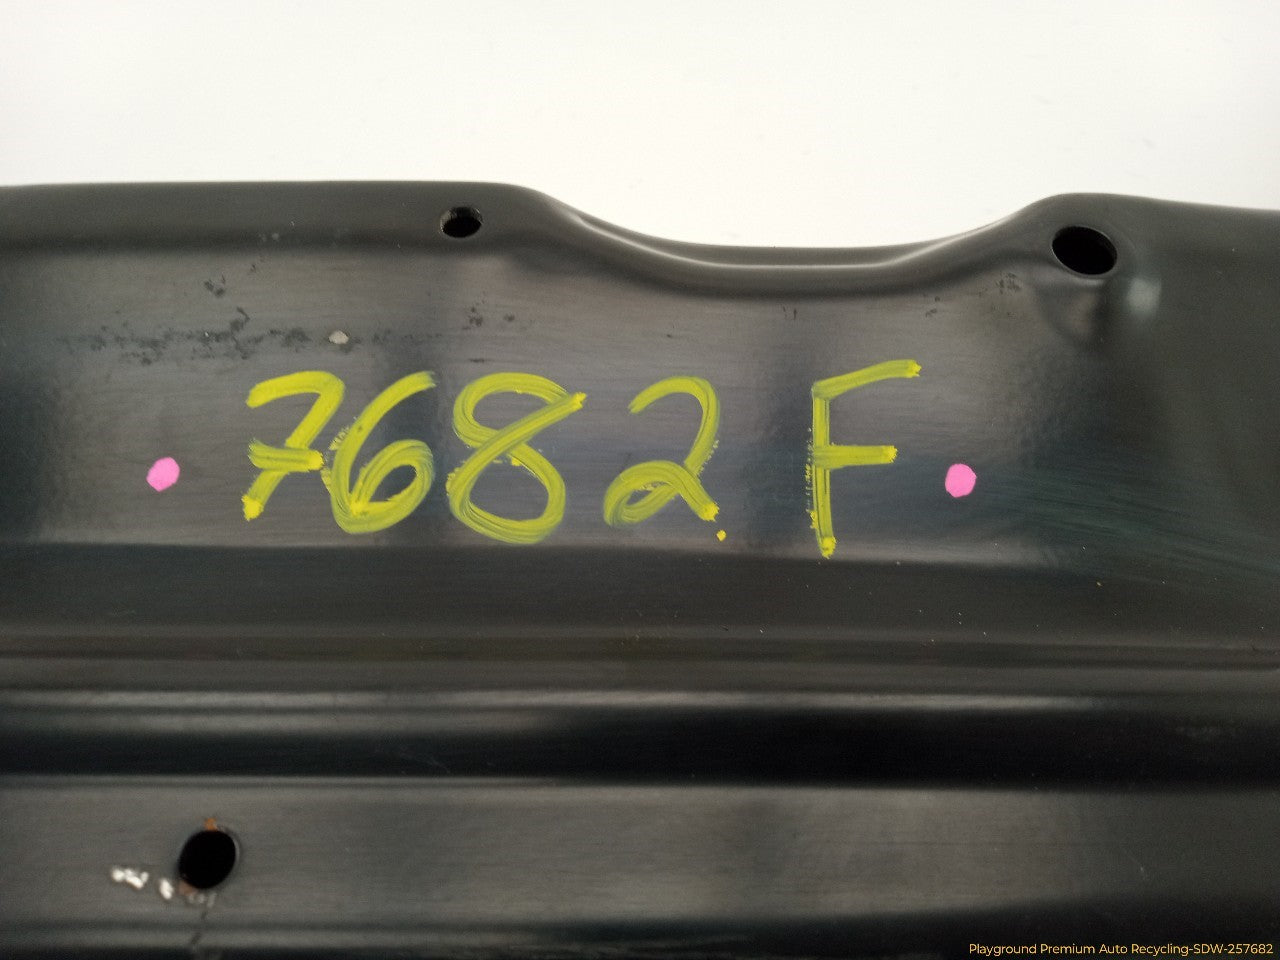 7682 F
Playground Premium Auto Recycling-SDW-257682